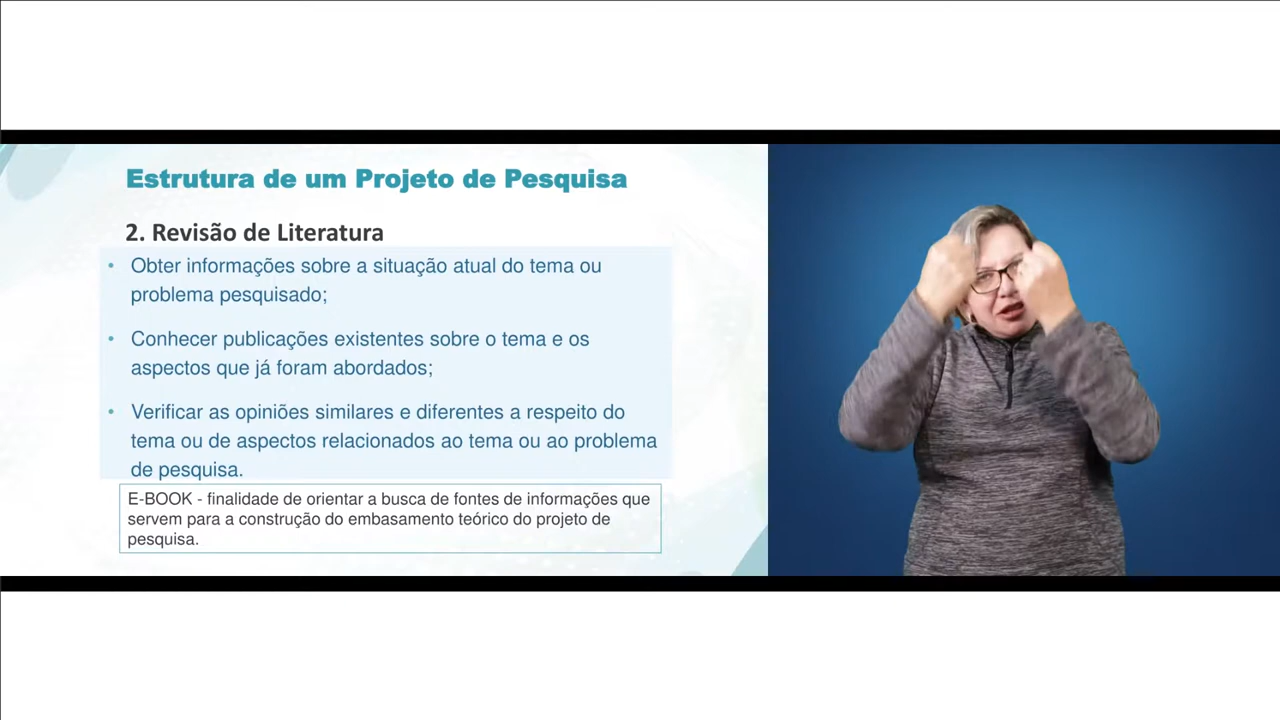 Estrutura de um Projeto de Pesquisa
2. Revisão de Literatura
• Obter informações sobre a situação atual do tema ou
problema pesquisado;
• Conhecer publicações existentes sobre o tema e os
aspectos que já foram abordados;
• Verificar as opiniões similares e diferentes a respeito do
tema ou de aspectos relacionados ao tema ou ao problema
de pesquisa.
E-BOOK - finalidade de orientar a busca de fontes de informações que
servem para a construção do embasamento teórico do projeto de
pesquisa.